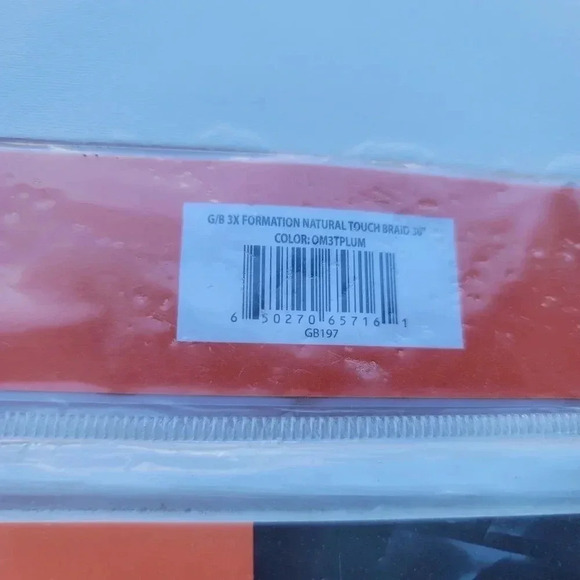 G/B 3X FORMATION NATURAL TOUCH BRAID 30"
COLOR: OM3TPLUM
6 50270 65716 1
GB197